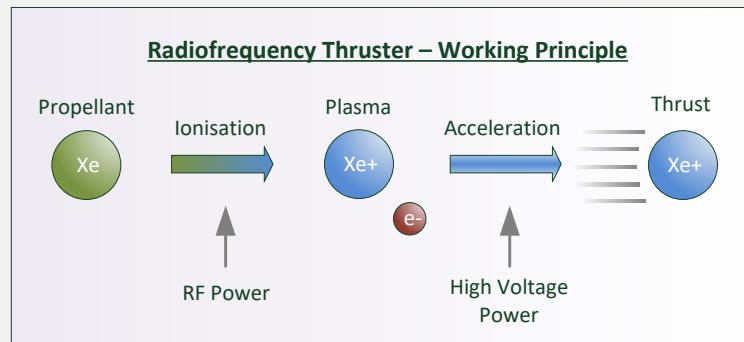 Radiofrequency Thruster – Working Principle
Propellant
Ionisation
Plasma
Acceleration
Thrust
Xe
Xe+
e-
Xe+
RF Power
High Voltage
Power